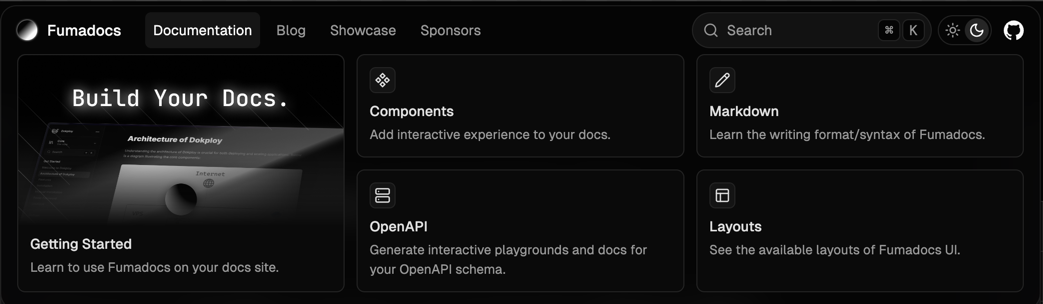 Fumadocs
Documentation
Blog
Showcase
Sponsors
Search
⌘ K
Build Your Docs.
Architecture of Dokploy
Internet
Getting Started
Learn to use Fumadocs on your docs site.
Components
Add interactive experience to your docs.
Markdown
Learn the writing format/syntax of Fumadocs.
OpenAPI
Generate interactive playgrounds and docs for
your OpenAPI schema.
Layouts
See the available layouts of Fumadocs UI.